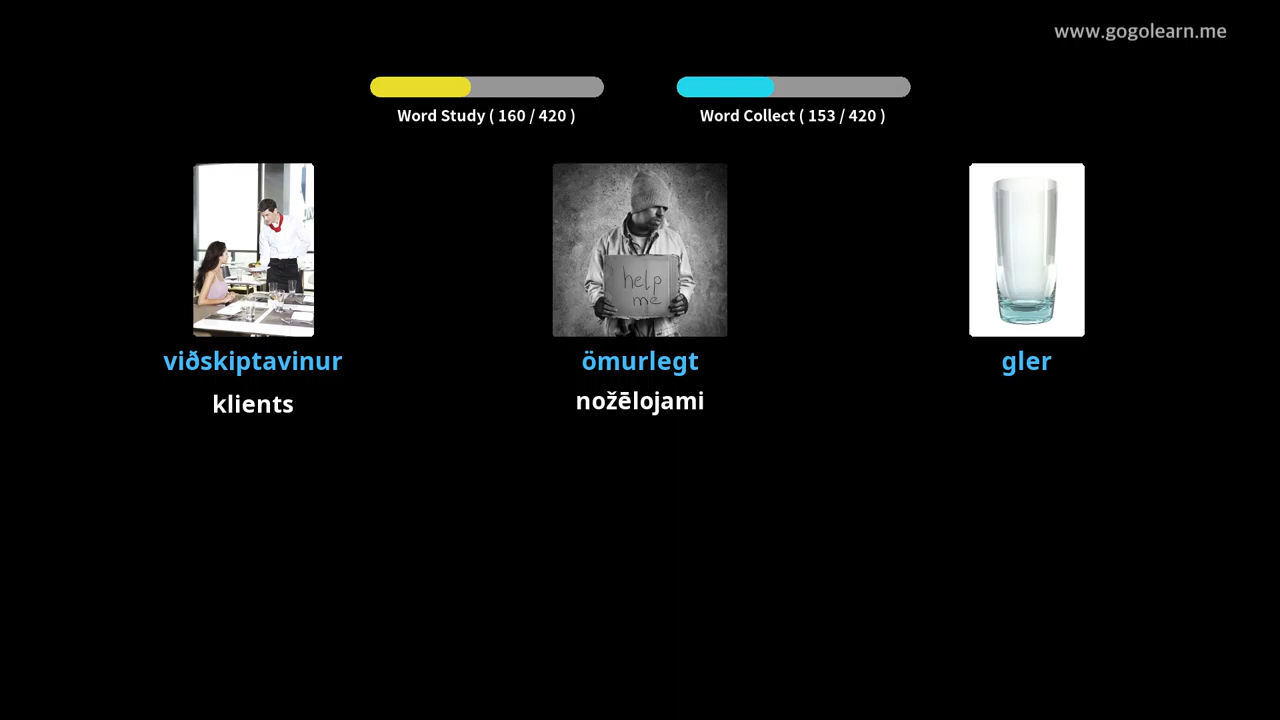 www.gogolearn.me
Word Study ( 160 / 420 )
Word Collect ( 153 / 420 )
help
me
viðskiptavinur
ömurlegt
gler
klients
nožēlojami